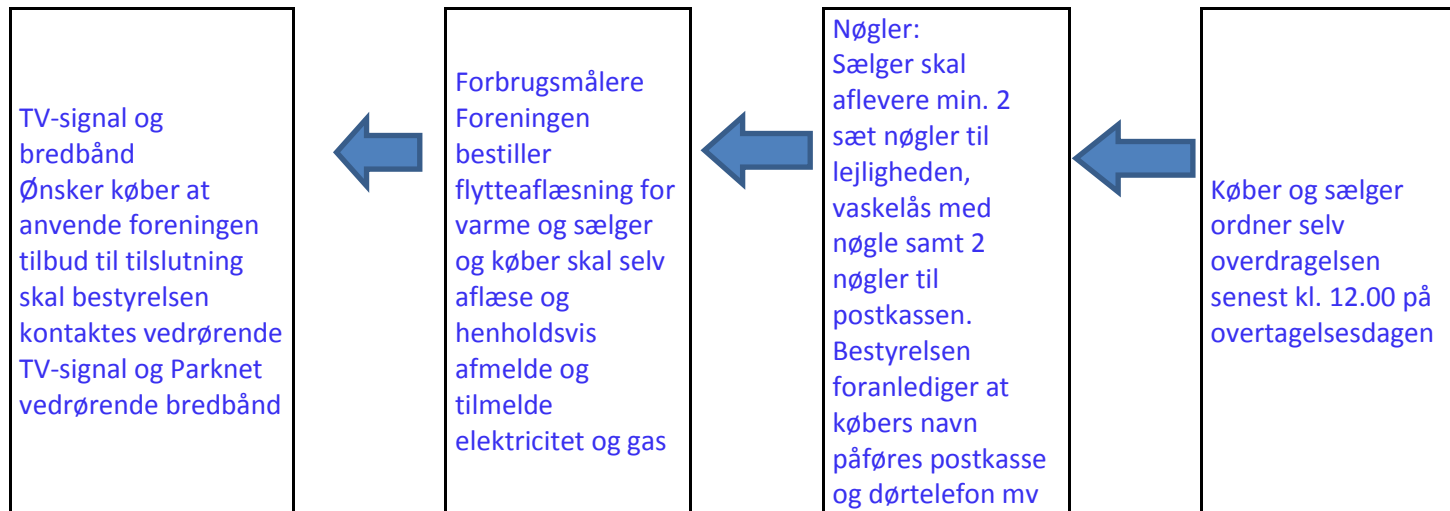 TV-signal og
bredbånd
Ønsker køber at
anvende foreningen
tilbud til tilslutning
skal bestyrelsen
kontaktes vedrørende
TV-signal og Parknet
vedrørende bredbånd
Forbrugsmålere
Foreningen
bestiller
flytteaflæsning for
varme og sælger
og køber skal selv
aflæse og
henholdsvis
afmelde og
tilmelde
elektricitet og gas
Nøgler:
Sælger skal
aflevere min. 2
sæt nøgler til
lejligheden,
vaskelås med
nøgle samt 2
nøgler til
postkassen.
Bestyrelsen
foranlediger at
købers navn
påføres postkasse
og dørtelefon mv
Køber og sælger
ordner selv
overdragelsen
senest kl. 12.00 på
overtagelsesdagen